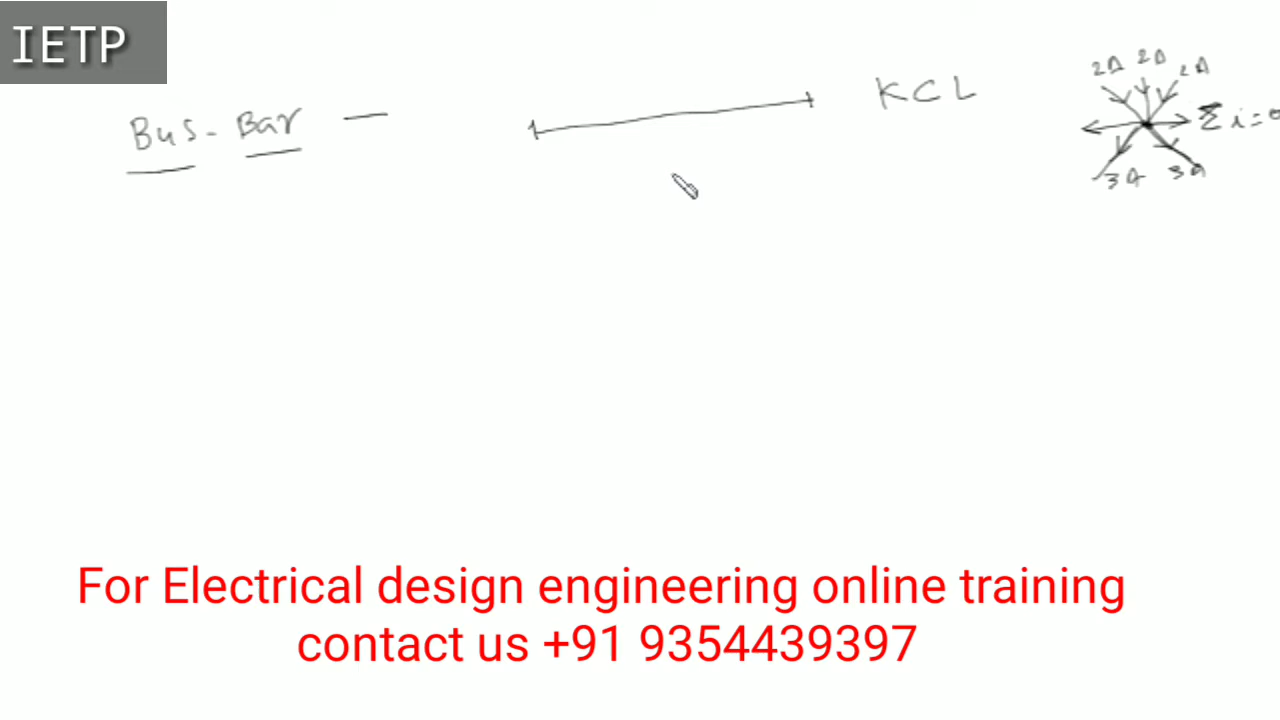 IETP
Bus-Bar —
KCL
2A 2A 2A
Σ i=0
3A 3A
For Electrical design engineering online training
contact us +91 9354439397